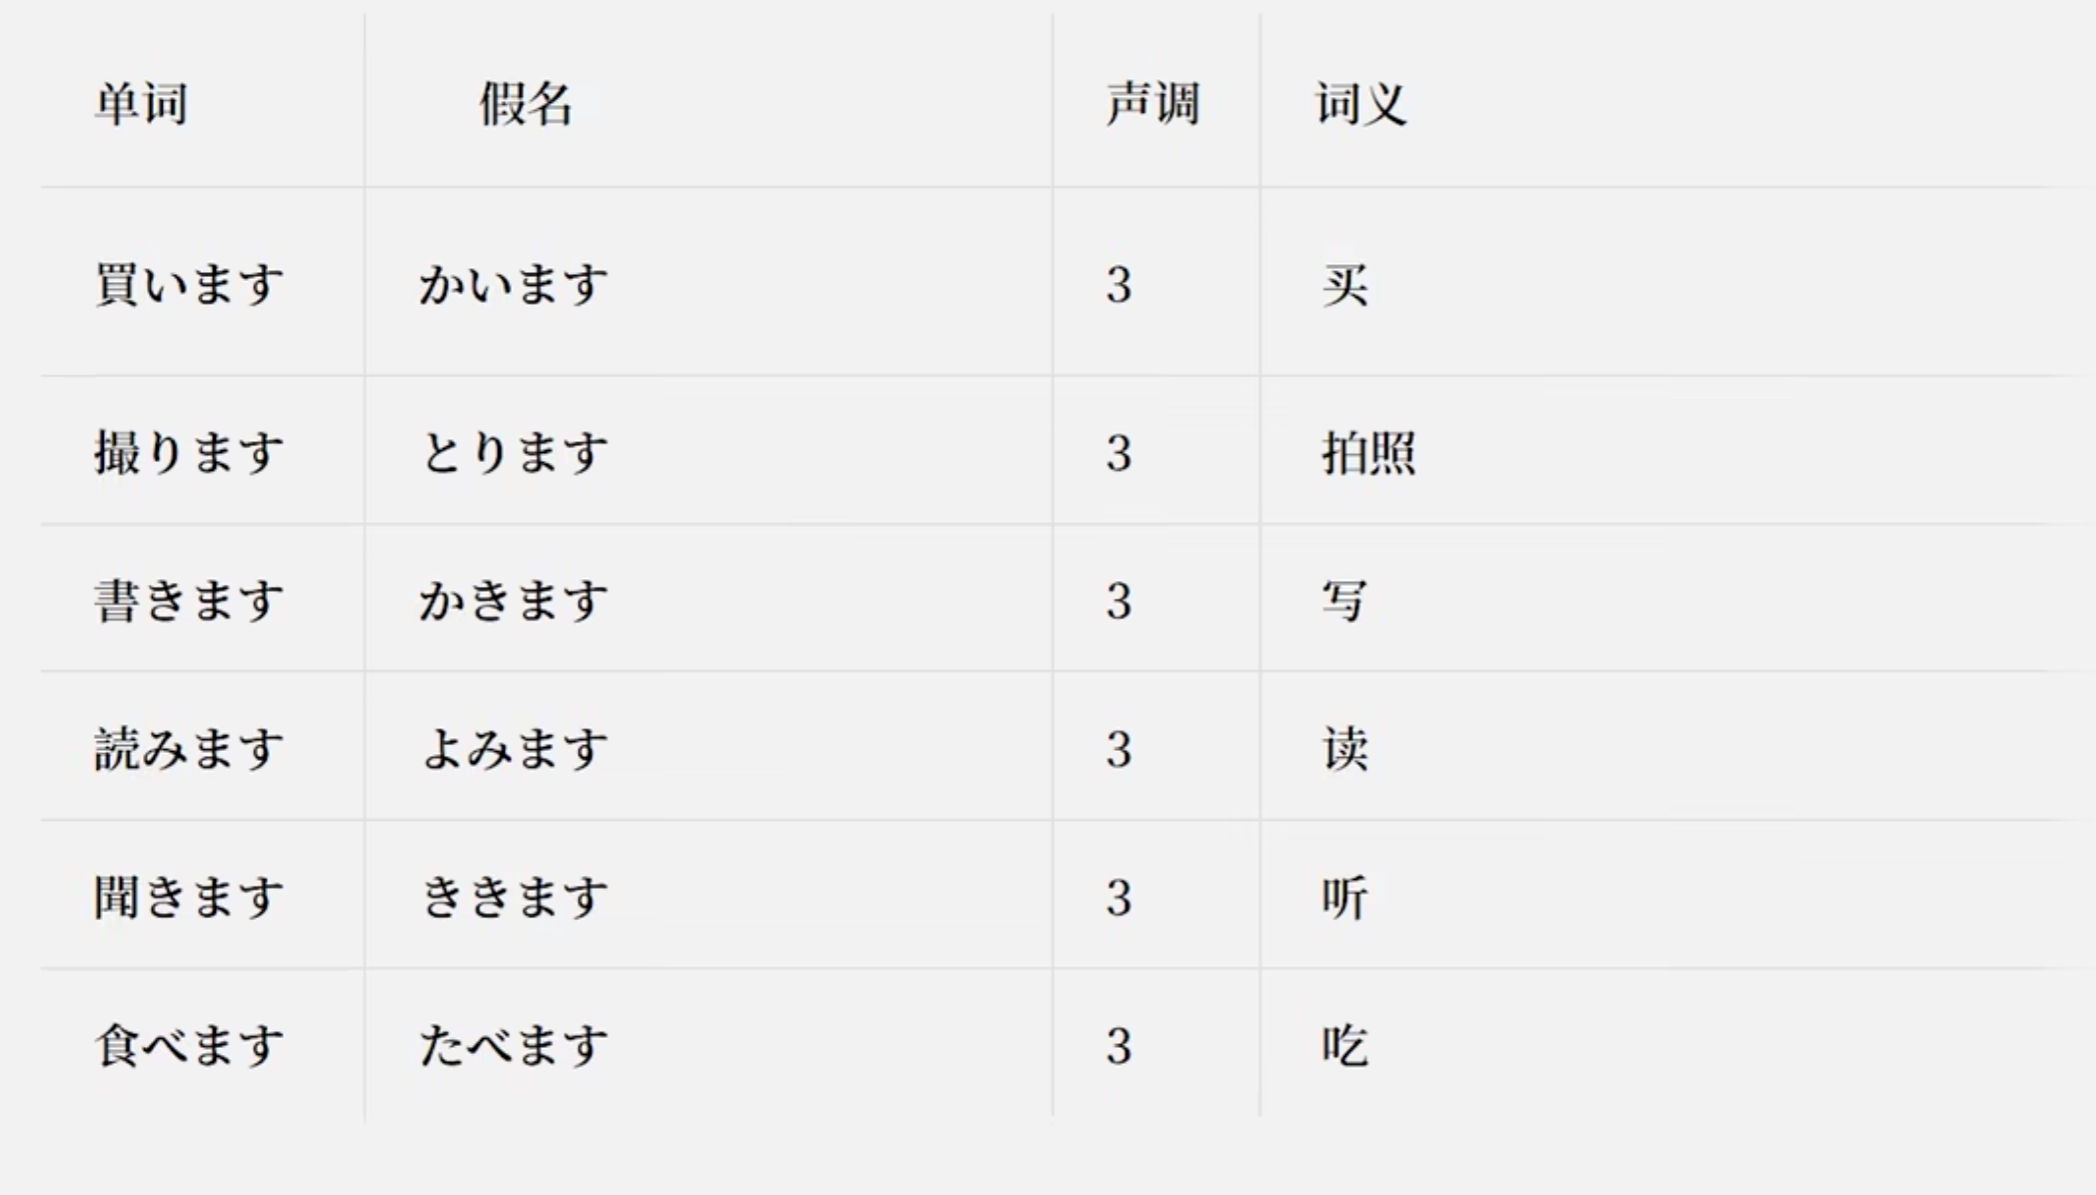 单词 假名 声调 词义
買います かいます 3 买
撮ります とります 3 拍照
書きます かきます 3 写
読みます よみます 3 读
聞きます ききます 3 听
食べます たべます 3 吃